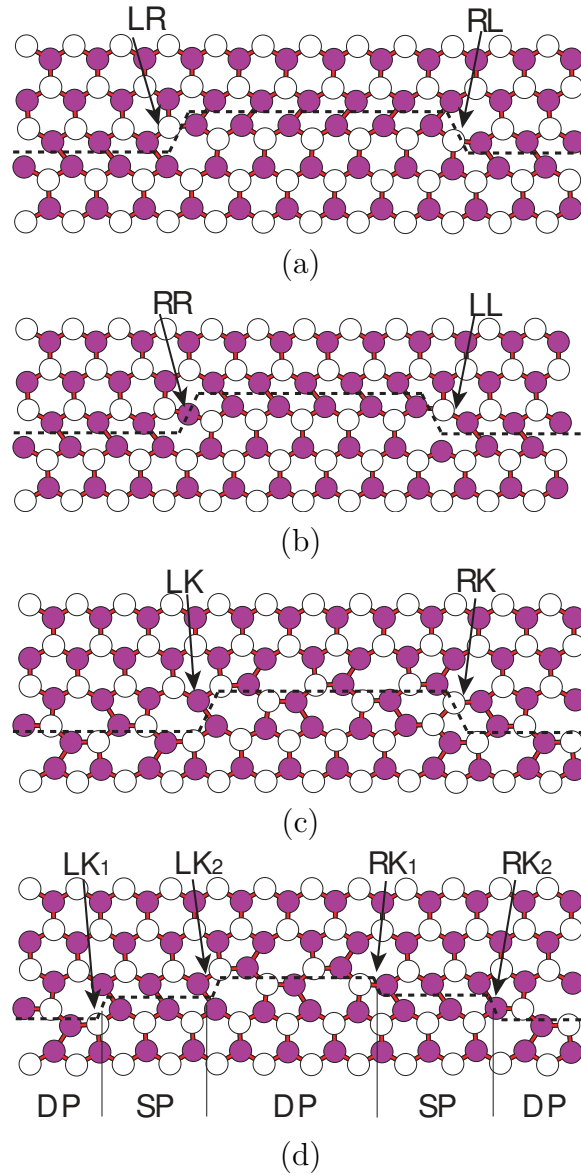 LR RL
(a)
RR LL
(b)
LK RK
(c)
LK1 LK2 RK1 RK2
DP SP DP SP DP
(d)